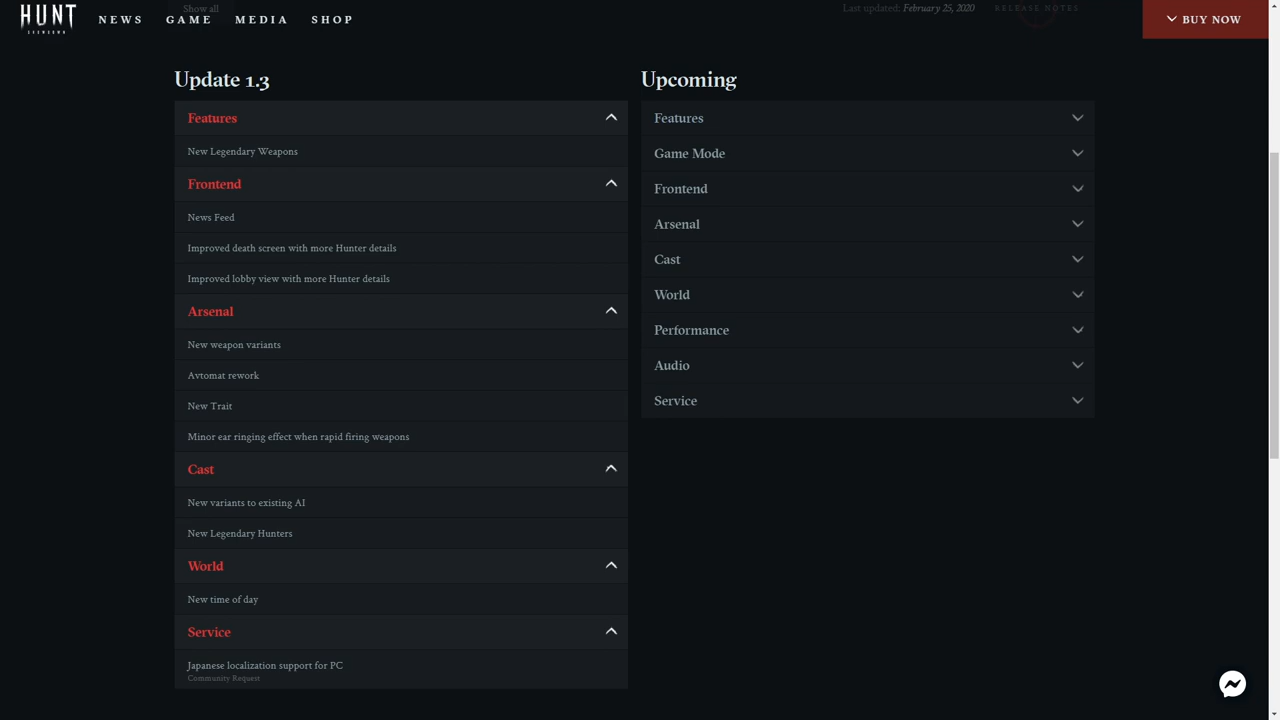 HUNT
SHOWDOWN
NEWS
GAME
MEDIA
SHOP
Show all
Last updated: February 25, 2020
RELEASE NOTES
BUY NOW
Update 1.3
Features
New Legendary Weapons
Frontend
News Feed
Improved death screen with more Hunter details
Improved lobby view with more Hunter details
Arsenal
New weapon variants
Avtomat rework
New Trait
Minor ear ringing effect when rapid firing weapons
Cast
New variants to existing AI
New Legendary Hunters
World
New time of day
Service
Japanese localization support for PC
Community Request
Upcoming
Features
Game Mode
Frontend
Arsenal
Cast
World
Performance
Audio
Service